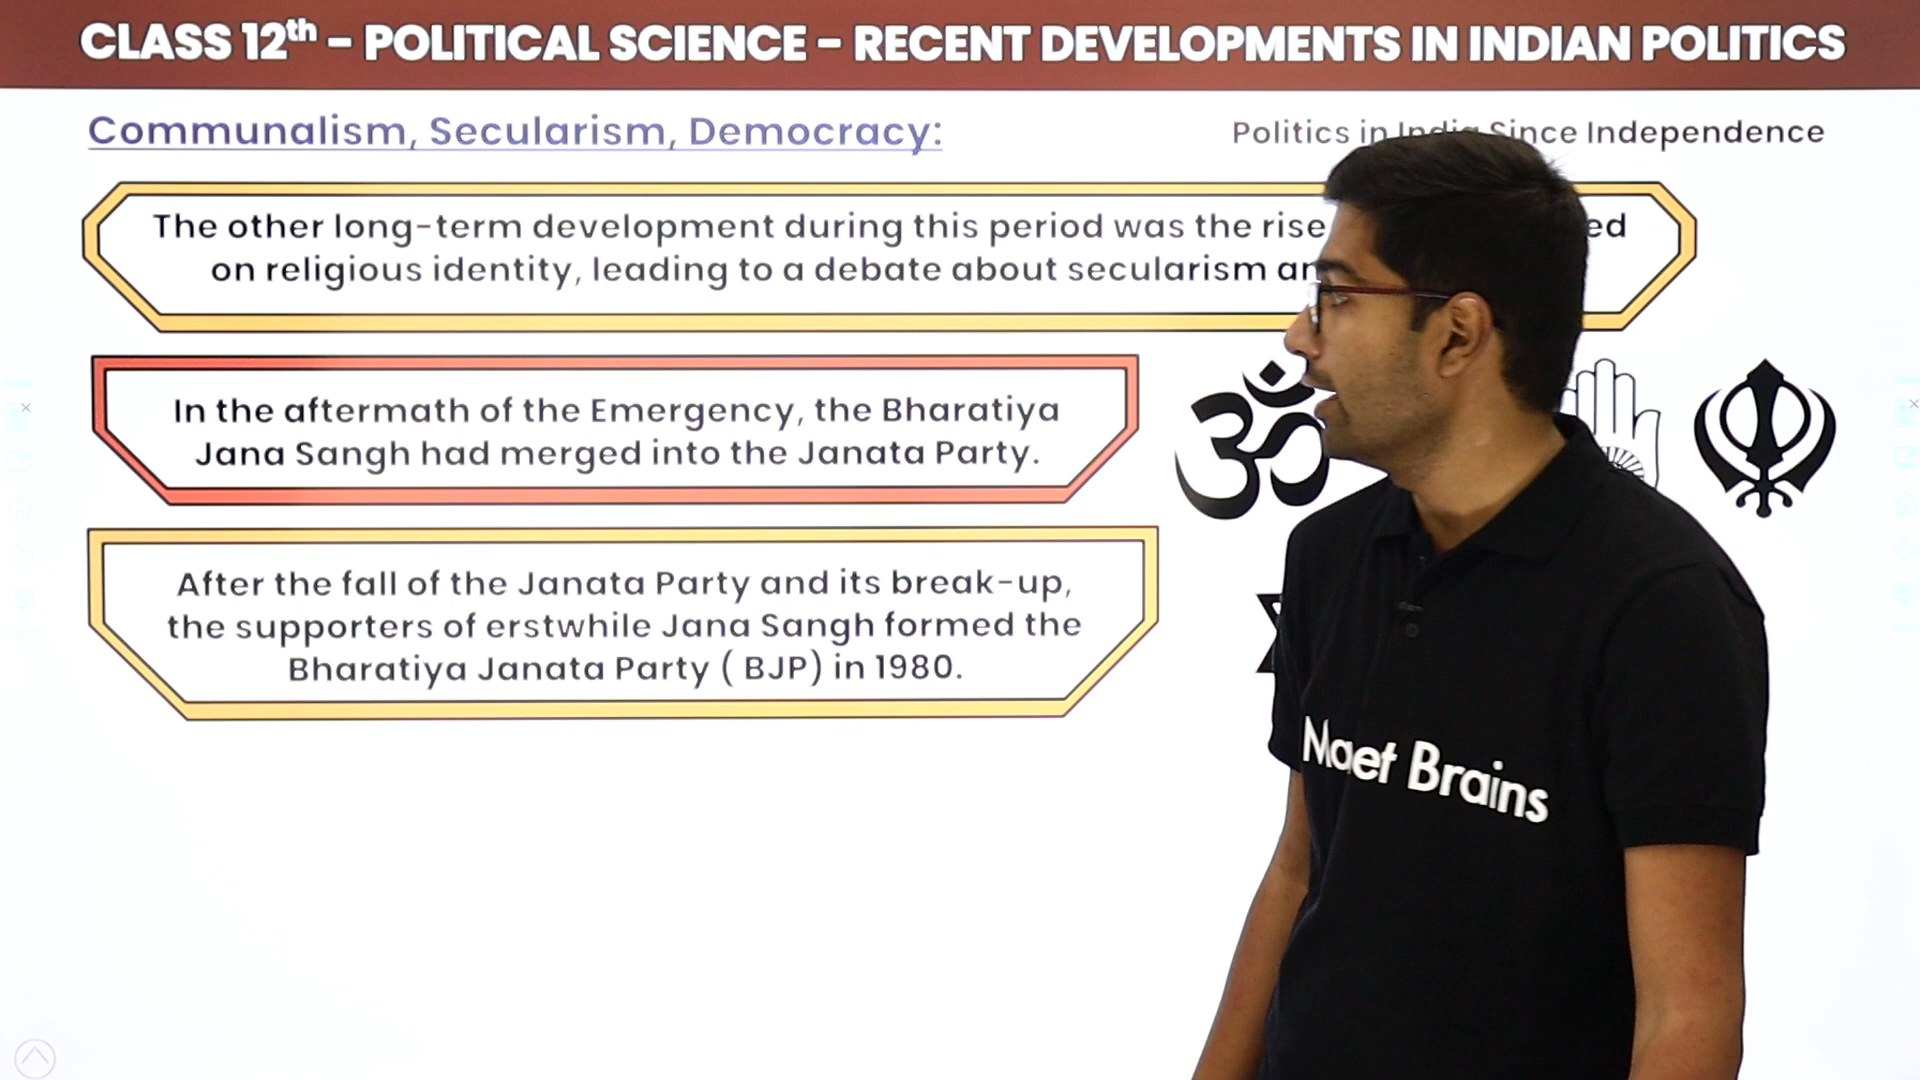 CLASS 12th - POLITICAL SCIENCE - RECENT DEVELOPMENTS IN INDIAN POLITICS
Communalism, Secularism, Democracy:
Politics in India Since Independence
The other long-term development during this period was the rise
on religious identity, leading to a debate about secularism
In the aftermath of the Emergency, the Bharatiya
Jana Sangh had merged into the Janata Party.
After the fall of the Janata Party and its break-up,
the supporters of erstwhile Jana Sangh formed the
Bharatiya Janata Party ( BJP) in 1980.
ॐ
Brains